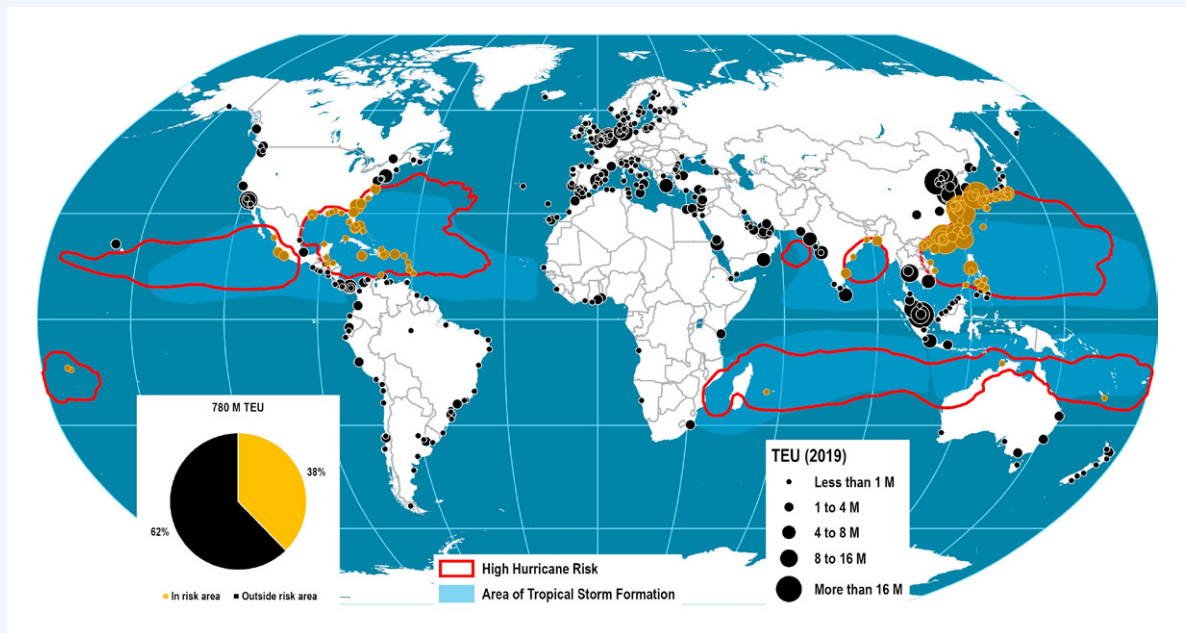 780 M TEU
38%
62%
In risk area
Outside risk area
High Hurricane Risk
Area of Tropical Storm Formation
TEU (2019)
Less than 1 M
1 to 4 M
4 to 8 M
8 to 16 M
More than 16 M